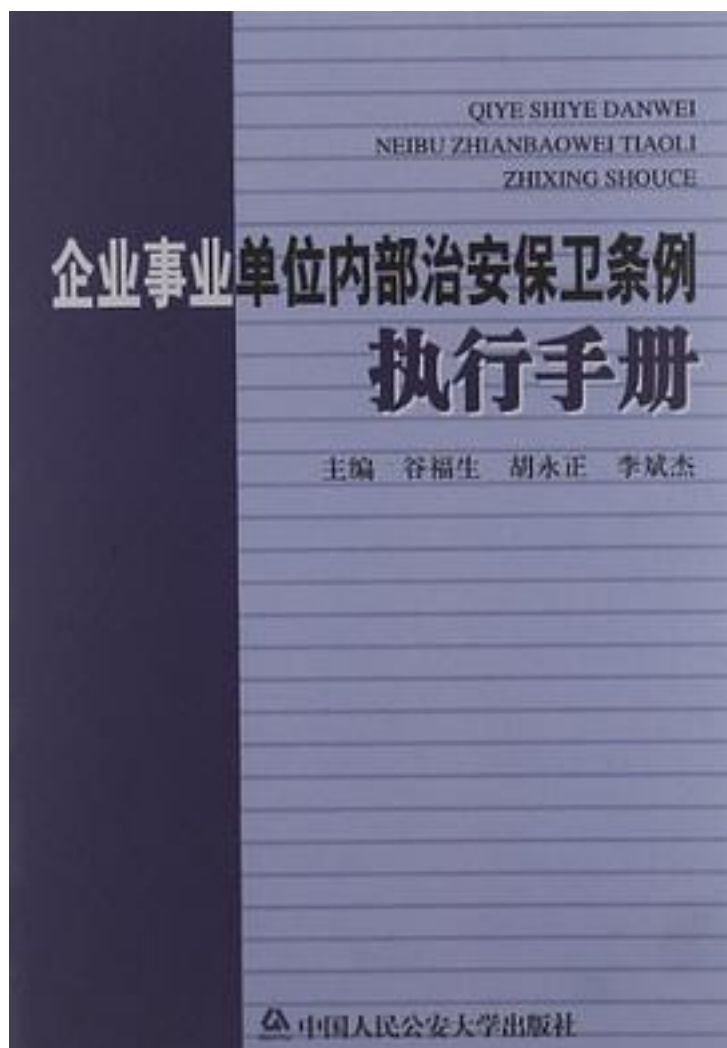 QIYE SHIYE DANWEI
NEIBU ZHIANBAOWEI TIAOLI
ZHIXING SHOUCE
企业事业单位内部治安保卫条例
执行手册
主编 谷福生 胡永正 李斌杰
中国人民公安大学出版社